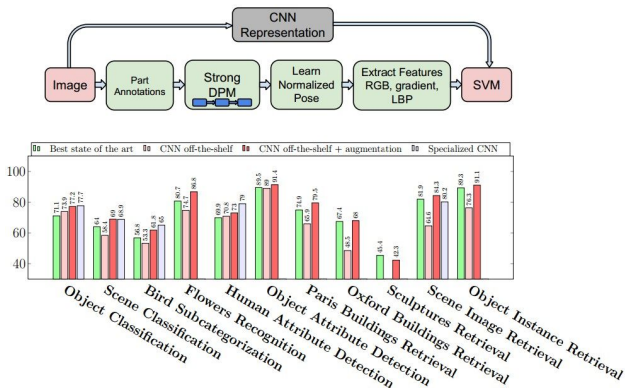 CNN
Representation
Image
Part
Annotations
Strong
DPM
Learn
Normalized
Pose
Extract Features
RGB, gradient,
LBP
SVM
Best state of the art
CNN off-the-shelf
CNN off-the-shelf + augmentation
Specialized CNN
100
80
60
40
71.1
73.9
77.2
77.7
64
58.4
69
68.9
56.8
53.3
61.8
65
80.7
74.7
86.8
69.9
70.8
73
79
89.5
89
91.4
74.9
65.9
79.5
67.4
48.5
68
45.4
42.3
81.9
64.6
84.3
80.2
89.3
76.3
91.1
Object Classification
Scene Classification
Bird Subcategorization
Flowers Recognition
Human Attribute Detection
Object Attribute Detection
Paris Buildings Retrieval
Oxford Buildings Retrieval
Sculptures Retrieval
Scene Image Retrieval
Object Instance Retrieval